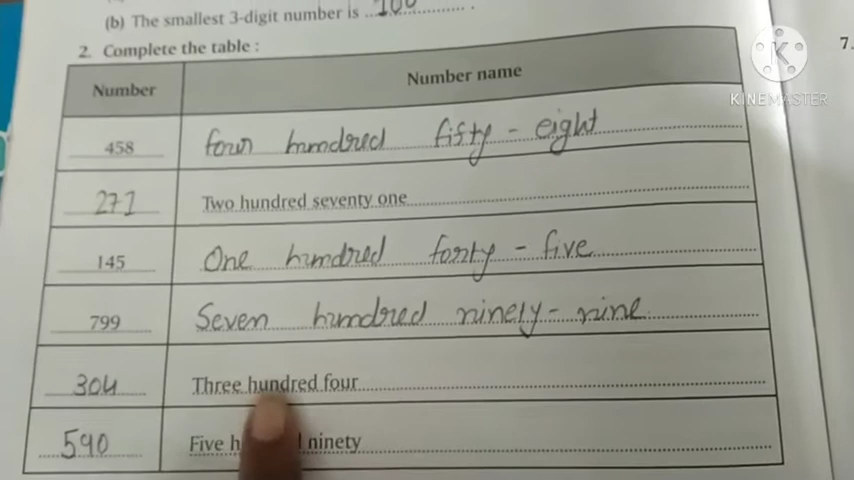 (b) The smallest 3-digit number is 100.
2. Complete the table :
7.
K
KINEMASTER
Number Number name
458 four hundred fifty - eight
271 Two hundred seventy one
145 One hundred forty - five
799 Seven hundred ninety - nine
304 Three hundred four
590 Five ninety